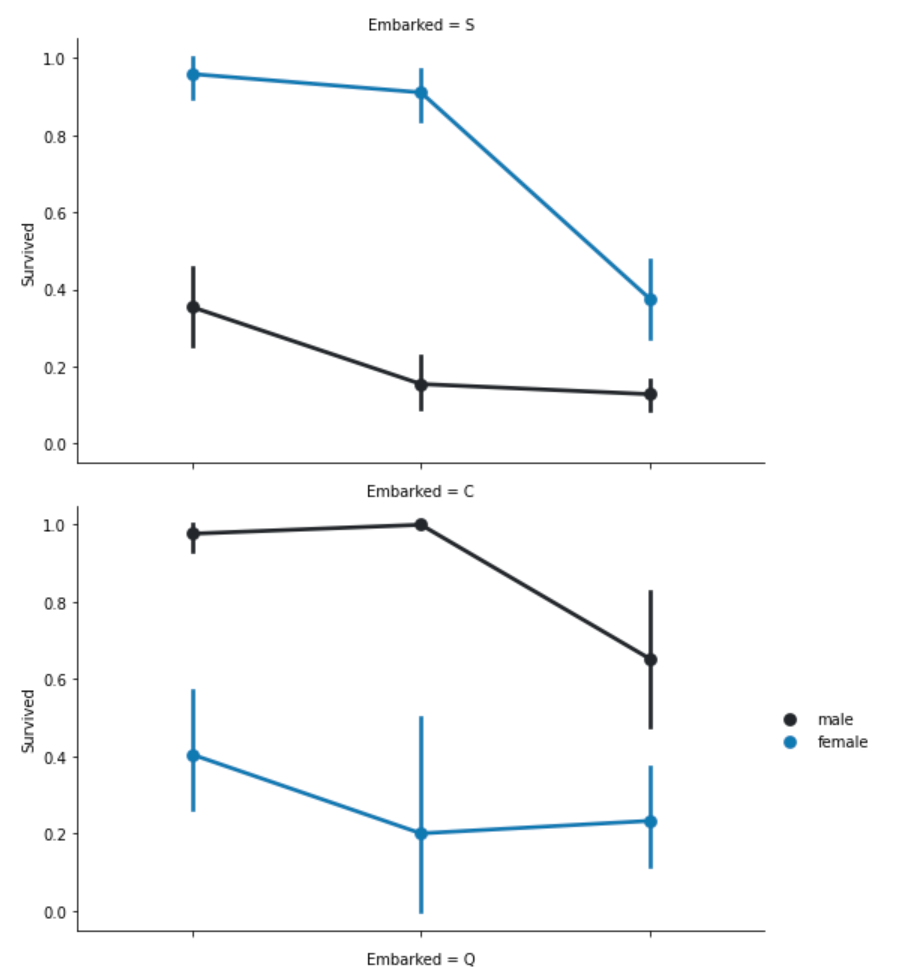 Embarked = S
1.0
0.8
0.6
0.4
0.2
0.0
Survived
Embarked = C
1.0
0.8
0.6
0.4
0.2
0.0
Survived
male
female
Embarked = Q